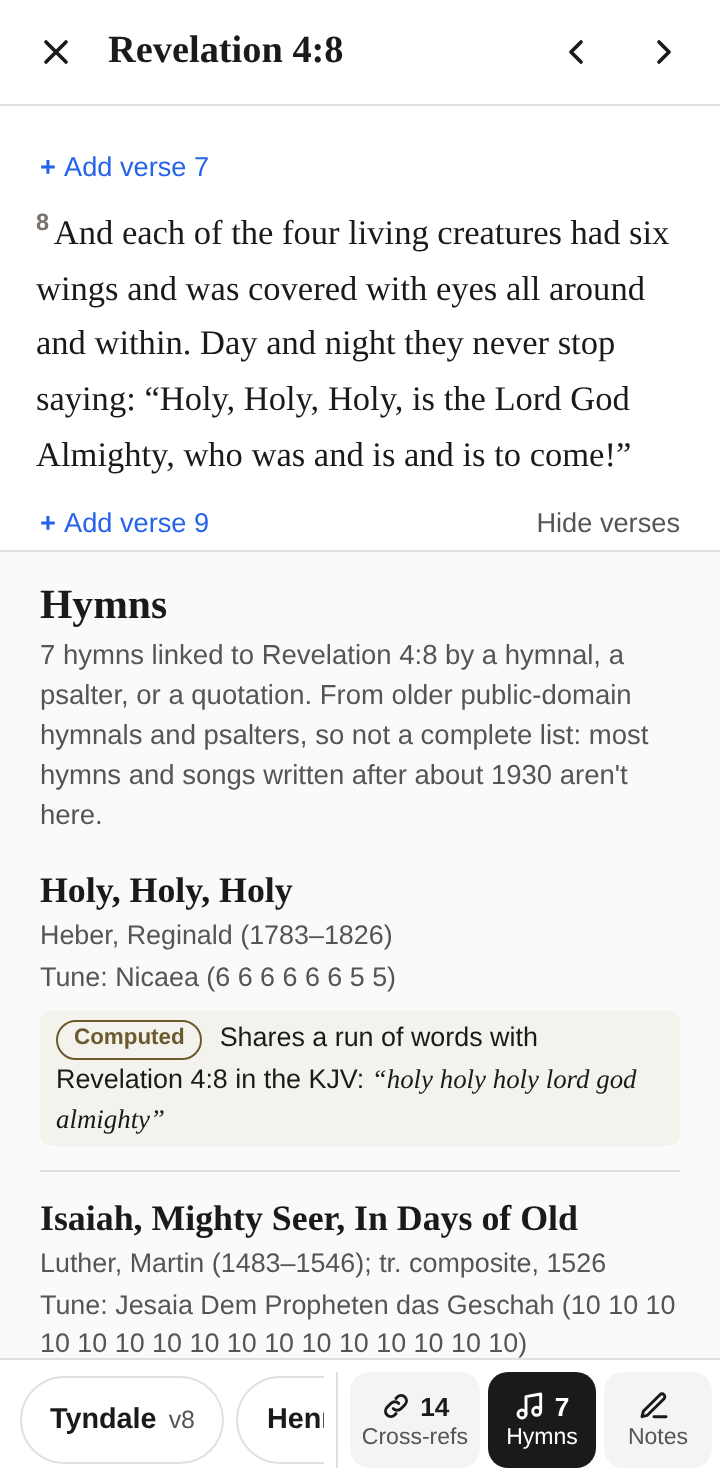 Revelation 4:8
+ Add verse 7
8 And each of the four living creatures had six
wings and was covered with eyes all around
and within. Day and night they never stop
saying: “Holy, Holy, Holy, is the Lord God
Almighty, who was and is and is to come!”
+ Add verse 9 Hide verses
Hymns
7 hymns linked to Revelation 4:8 by a hymnal, a
psalter, or a quotation. From older public-domain
hymnals and psalters, so not a complete list: most
hymns and songs written after about 1930 aren't
here.
Holy, Holy, Holy
Heber, Reginald (1783–1826)
Tune: Nicaea (6 6 6 6 6 6 5 5)
Computed Shares a run of words with
Revelation 4:8 in the KJV: “holy holy holy lord god
almighty”
Isaiah, Mighty Seer, In Days of Old
Luther, Martin (1483–1546); tr. composite, 1526
Tune: Jesaia Dem Propheten das Geschah (10 10 10
10 10 10 10 10 10 10 10 10 10 10 10 10)
Tyndale v8
14
Cross-refs
7
Hymns
Notes